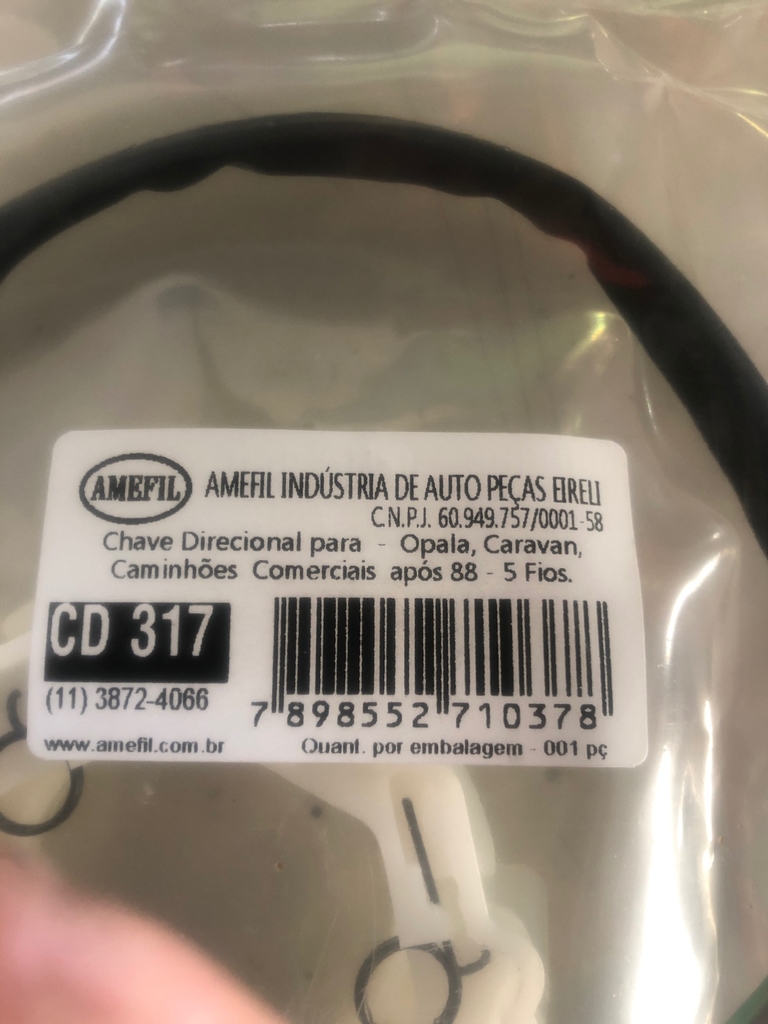 AMEFIL AMEFIL INDÚSTRIA DE AUTO PEÇAS EIRELI
C.N.P.J. 60.949.757/0001-58
Chave Direcional para - Opala, Caravan,
Caminhões Comerciais após 88 - 5 Fios.
CD 317
(11) 3872-4066
7 898552 710378
www.amefil.com.br Quant. por embalagem - 001 pç